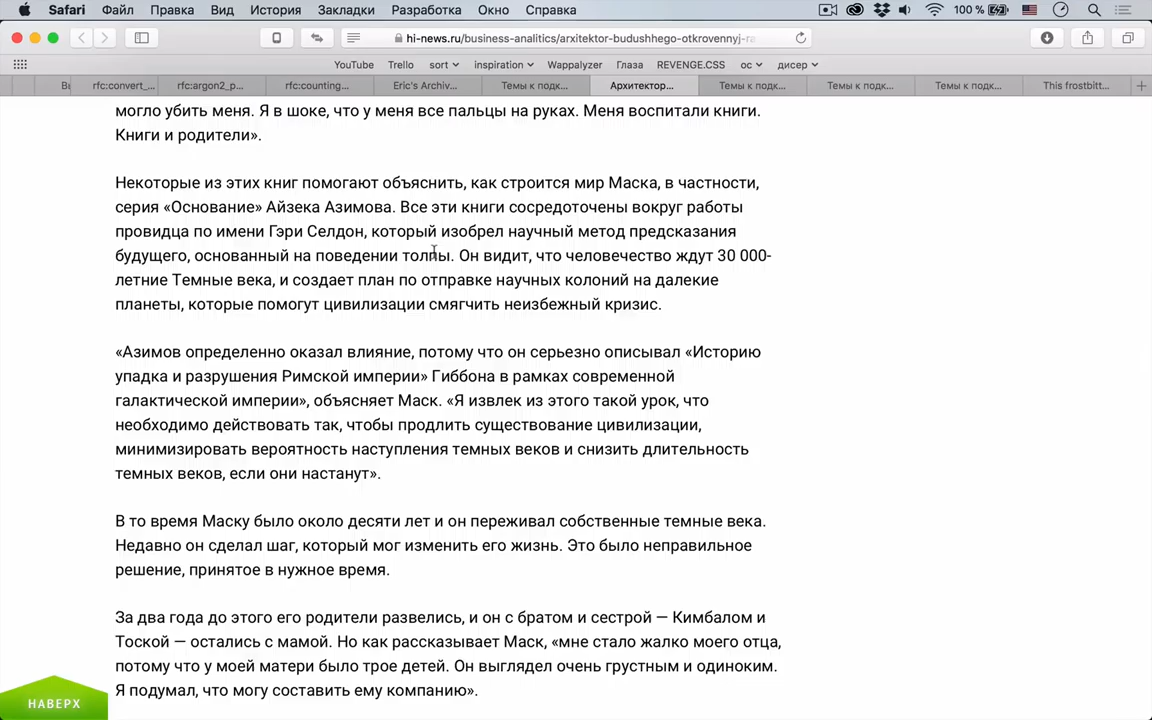 Safari Файл Правка Вид История Закладки Разработка Окно Справка 100 %
hi-news.ru/business-analitics/arxitektor-budushhego-otkrovennyj-ra
YouTube Trello sort inspiration Wappalyzer Глаза REVENGE.CSS ос дисер
Вι rfc:convert_... rfc:argon2_p... rfc:counting... Eric's Archiv... Темы к подк... Архитектор... Темы к подк... Темы к подк... Темы к подк... This frostbitt...
могло убить меня. Я в шоке, что у меня все пальцы на руках. Меня воспитали книги.
Книги и родители».
Некоторые из этих книг помогают объяснить, как строится мир Маска, в частности,
серия «Основание» Айзека Азимова. Все эти книги сосредоточены вокруг работы
провидца по имени Гэри Селдон, который изобрел научный метод предсказания
будущего, основанный на поведении толпы. Он видит, что человечество ждут 30 000-
летние Темные века, и создает план по отправке научных колоний на далекие
планеты, которые помогут цивилизации смягчить неизбежный кризис.
«Азимов определенно оказал влияние, потому что он серьезно описывал «Историю
упадка и разрушения Римской империи» Гиббона в рамках современной
галактической империи», объясняет Маск. «Я извлек из этого такой урок, что
необходимо действовать так, чтобы продлить существование цивилизации,
минимизировать вероятность наступления темных веков и снизить длительность
темных веков, если они настанут».
В то время Маску было около десяти лет и он переживал собственные темные века.
Недавно он сделал шаг, который мог изменить его жизнь. Это было неправильное
решение, принятое в нужное время.
За два года до этого его родители развелись, и он с братом и сестрой — Кимбалом и
Тоской — остались с мамой. Но как рассказывает Маск, «мне стало жалко моего отца,
потому что у моей матери было трое детей. Он выглядел очень грустным и одиноким.
Я подумал, что могу составить ему компанию».
НАВЕРХ